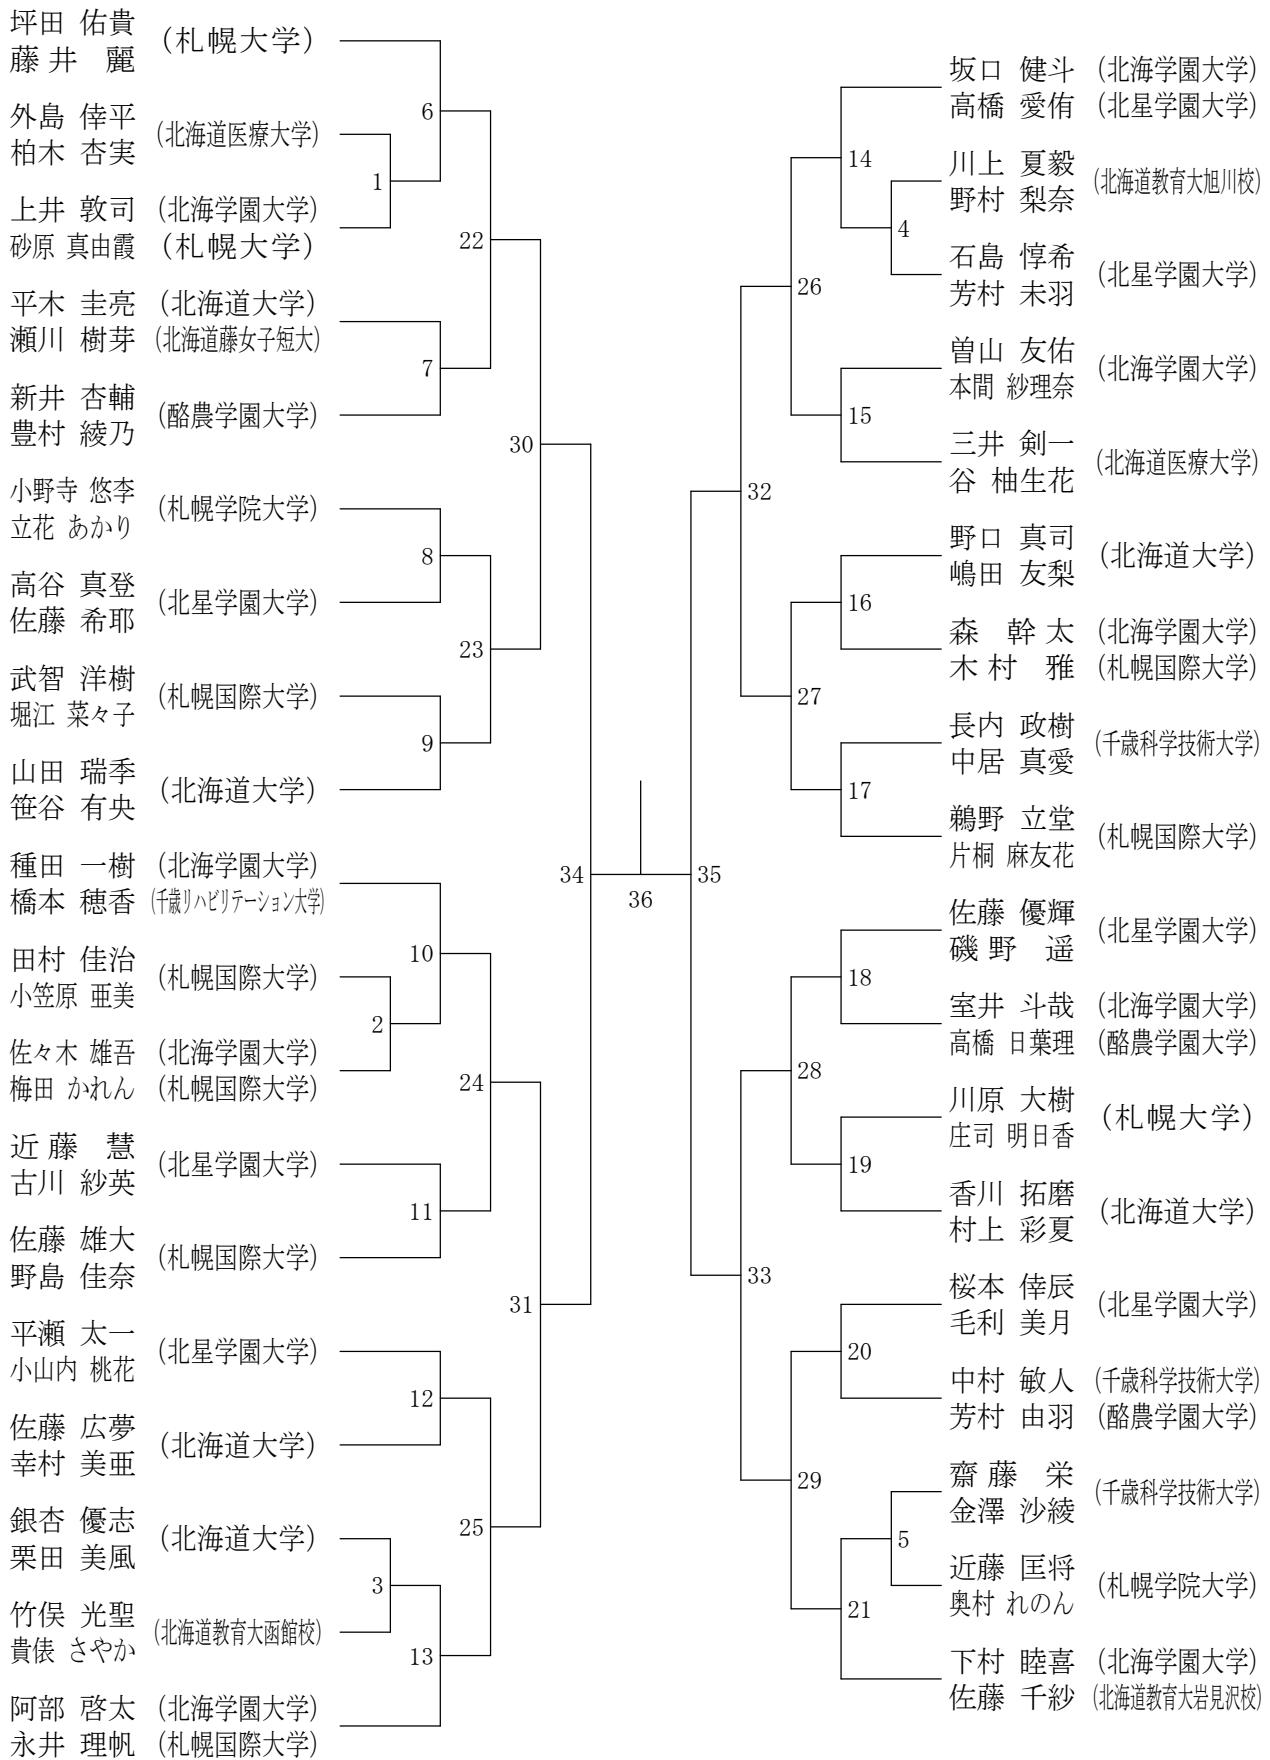 坪田 佑貴 (札幌大学)
藤井 麗
外島 倖平 (北海道医療大学)
柏木 杏実
上井 敦司 (北海学園大学)
砂原 真由霞 (札幌大学)
平木 圭亮 (北海道大学)
瀬川 樹芽 (北海道藤女子短大)
新井 杏輔 (酪農学園大学)
豊村 綾乃
小野寺 悠李 (札幌学院大学)
立花 あかり
高谷 真登 (北星学園大学)
佐藤 希耶
武智 洋樹 (札幌国際大学)
堀江 菜々子
山田 瑞季 (北海道大学)
笹谷 有央
種田 一樹 (北海学園大学)
橋本 穂香 (千歳リハビリテーション大学)
田村 佳治 (札幌国際大学)
小笠原 亜美
佐々木 雄吾 (北海学園大学)
梅田 かれん (札幌国際大学)
近藤 慧 (北星学園大学)
古川 紗英
佐藤 雄大 (札幌国際大学)
野島 佳奈
平瀬 太一 (北星学園大学)
小山内 桃花
佐藤 広夢 (北海道大学)
幸村 美亜
銀杏 優志 (北海道大学)
栗田 美風
竹俣 光聖 (北海道教育大函館校)
貴俵 さやか
阿部 啓太 (北海学園大学)
永井 理帆 (札幌国際大学)
6
1
22
7
30
8
23
9
34
10
2
24
11
31
12
25
3
13
36
35
14
4
26
15
32
16
27
17
18
28
19
33
20
29
5
21
坂口 健斗 (北海学園大学)
高橋 愛侑 (北星学園大学)
川上 夏毅 (北海道教育大旭川校)
野村 梨奈
石島 惇希 (北星学園大学)
芳村 未羽
曽山 友佑 (北海学園大学)
本間 紗理奈
三井 剣一 (北海道医療大学)
谷 柚生花
野口 真司 (北海道大学)
嶋田 友梨
森 幹太 (北海学園大学)
木村 雅 (札幌国際大学)
長内 政樹 (千歳科学技術大学)
中居 真愛
鵜野 立堂 (札幌国際大学)
片桐 麻友花
佐藤 優輝 (北星学園大学)
磯野 遥
室井 斗哉 (北海学園大学)
高橋 日葉理 (酪農学園大学)
川原 大樹 (札幌大学)
庄司 明日香
香川 拓磨 (北海道大学)
村上 彩夏
桜本 倖辰 (北星学園大学)
毛利 美月
中村 敏人 (千歳科学技術大学)
芳村 由羽 (酪農学園大学)
齋藤 栄 (千歳科学技術大学)
金澤 沙綾
近藤 匡将 (札幌学院大学)
奥村 れのん
下村 睦喜 (北海学園大学)
佐藤 千紗 (北海道教育大岩見沢校)